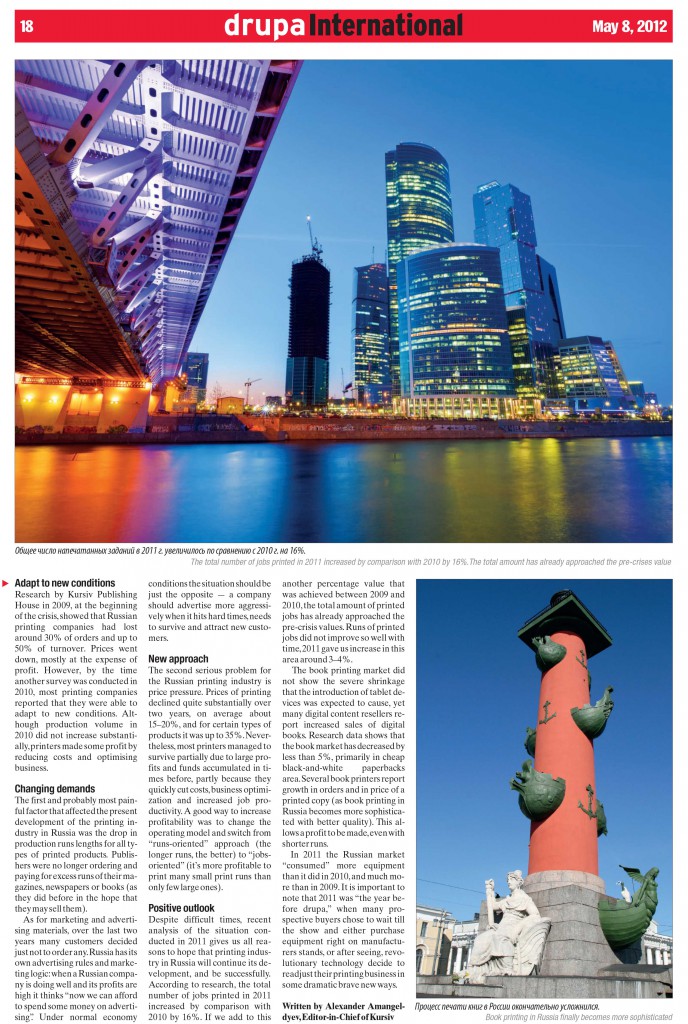 18
drupa International
May 8, 2012
Общее число напечатанных заданий в 2011 г. увеличилось по сравнению с 2010 г. на 16%.
The total number of jobs printed in 2011 increased by comparison with 2010 by 16%.The total amount has already approached the pre-crises value
Adapt to new conditions
Research by Kursiv Publishing
House in 2009, at the beginning
of the crisis, showed that Russian
printing companies had lost
around 30% of orders and up to
50% of turnover. Prices went
down, mostly at the expense of
profit. However, by the time
another survey was conducted in
2010, most printing companies
reported that they were able to
adapt to new conditions. Alt-
hough production volume in
2010 did not increase substanti-
ally, printers made some profit by
reducing costs and optimising
business.
Changing demands
The first and probably most pain-
ful factor that affected the present
development of the printing in-
dustry in Russia was the drop in
production runs lengths for all ty-
pes of printed products. Publis-
hers were no longer ordering and
paying for excess runs of their ma-
gazines, newspapers or books (as
they did before in the hope that
they may sell them).
As for marketing and adverti-
sing materials, over the last two
years many customers decided
just not to order any. Russia has its
own advertising rules and marke-
ting logic: when a Russian compa-
ny is doing well and its profits are
high it thinks “now we can afford
to spend some money on adverti-
sing”. Under normal economy
conditions the situation should be
just the opposite — a company
should advertise more aggressi-
vely when it hits hard times, needs
to survive and attract new custo-
mers.
New approach
The second serious problem for
the Russian printing industry is
price pressure. Prices of printing
declined quite substantially over
two years, on average about
15–20%, and for certain types of
products it was up to 35%. Never-
theless, most printers managed to
survive partially due to large pro-
fits and funds accumulated in ti-
mes before, partly because they
quickly cut costs, business optimi-
zation and increased job pro-
ductivity. A good way to increase
profitability was to change the
operating model and switch from
“runs-oriented” approach (the
longer runs, the better) to “jobs-
oriented” (it’s more profitable to
print many small print runs than
only few large ones).
Positive outlook
Despite difficult times, recent
analysis of the situation con-
ducted in 2011 gives us all rea-
sons to hope that printing indus-
try in Russia will continue its de-
velopment, and be successfully.
According to research, the total
number of jobs printed in 2011
increased by comparison with
2010 by 16%. If we add to this
another percentage value that
was achieved between 2009 and
2010, the total amount of printed
jobs has already approached the
pre-crisis values. Runs of printed
jobs did not improve so well with
time, 2011 gave us increase in this
area around 3–4%.
The book printing market did
not show the severe shrinkage
that the introduction of tablet de-
vices was expected to cause, yet
many digital content resellers re-
port increased sales of digital
books. Research data shows that
the book market has decreased by
less than 5%, primarily in cheap
black-and-white paperbacks
area. Several book printers report
growth in orders and in price of a
printed copy (as book printing in
Russia becomes more sophistica-
ted with better quality). This al-
lows a profit to be made, even with
shorter runs.
In 2011 the Russian market
“consumed” more equipment
than it did in 2010, and much mo-
re than in 2009. It is important to
note that 2011 was “the year be-
fore drupa,” when many pro-
spective buyers chose to wait till
the show and either purchase
equipment right on manufactu-
rers stands, or after seeing, revo-
lutionary technology decide to
readjust their printing business in
some dramatic brave new ways.
Written by Alexander Amangel-
dyev, Editor-in-Chief of Kursiv
Процесс печати книг в России окончательно усложнился.
Book printing in Russia finally becomes more sophisticated